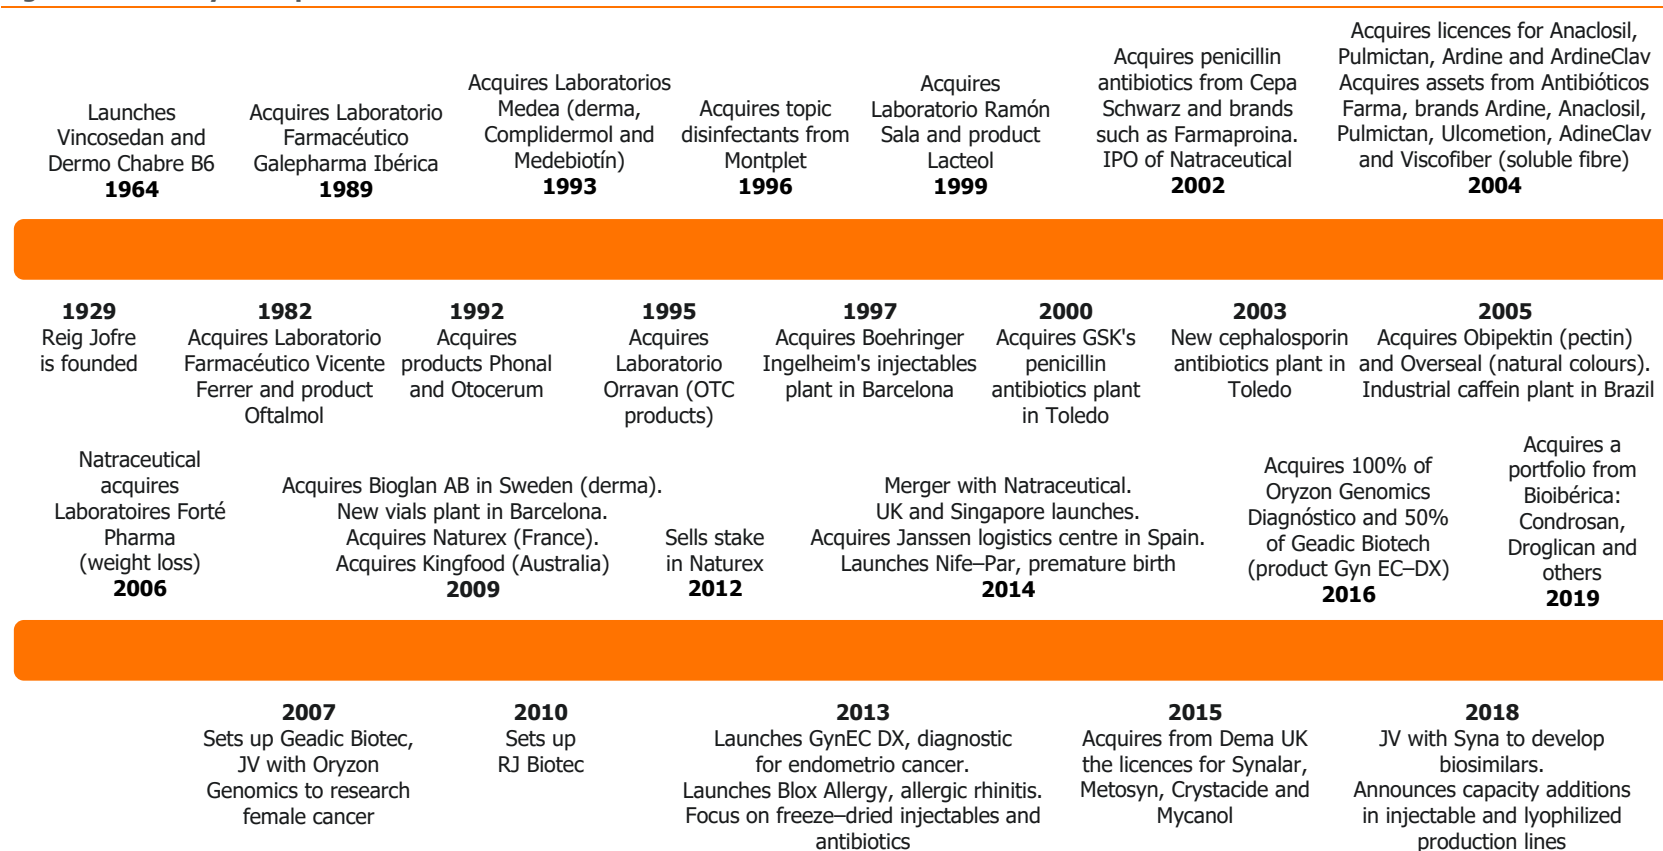 Launches
Vincosedan and
Dermo Chabre B6
1964
Acquires Laboratorio
Farmacéutico
Galepharma Ibérica
1989
Acquires Laboratorios
Medea (derma,
Complidermol and
Medebiotín)
1993
Acquires topic
disinfectants from
Montplet
1996
Acquires
Laboratorio Ramón
Sala and product
Lacteol
1999
Acquires penicillin
antibiotics from Cepa
Schwarz and brands
such as Farmaproina.
IPO of Natraceutical
2002
Acquires licences for Anaclosil,
Pulmictan, Ardine and ArdineClav
Acquires assets from Antibióticos
Farma, brands Ardine, Anaclosil,
Pulmictan, Ulcometion, AdineClav
and Viscofiber (soluble fibre)
2004
1929
Reig Jofre
is founded
1982
Acquires Laboratorio
Farmacéutico Vicente
Ferrer and product
Oftalmol
1992
Acquires
products Phonal
and Otocerum
1995
Acquires
Laboratorio
Orravan (OTC
products)
1997
Acquires Boehringer
Ingelheim's injectables
plant in Barcelona
2000
Acquires GSK's
penicillin
antibiotics plant
in Toledo
2003
New cephalosporin
antibiotics plant in
Toledo
2005
Acquires Obipektin (pectin)
and Overseal (natural colours).
Industrial caffein plant in Brazil
Natraceutical
acquires
Laboratoires Forté
Pharma
(weight loss)
2006
Acquires Bioglan AB in Sweden (derma).
New vials plant in Barcelona.
Acquires Naturex (France).
Acquires Kingfood (Australia)
2009
Sells stake
in Naturex
2012
Merger with Natraceutical.
UK and Singapore launches.
Acquires Janssen logistics centre in Spain.
Launches Nife–Par, premature birth
2014
Acquires 100% of
Oryzon Genomics
Diagnóstico and 50%
of Geadic Biotech
(product Gyn EC–DX)
2016
Acquires a
portfolio from
Bioibérica:
Condrosan,
Droglican and
others
2019
2007
Sets up Geadic Biotec,
JV with Oryzon
Genomics to research
female cancer
2010
Sets up
RJ Biotec
2013
Launches GynEC DX, diagnostic
for endometrio cancer.
Launches Blox Allergy, allergic rhinitis.
Focus on freeze–dried injectables and
antibiotics
2015
Acquires from Dema UK
the licences for Synalar,
Metosyn, Crystacide and
Mycanol
2018
JV with Syna to develop
biosimilars.
Announces capacity additions
in injectable and lyophilized
production lines